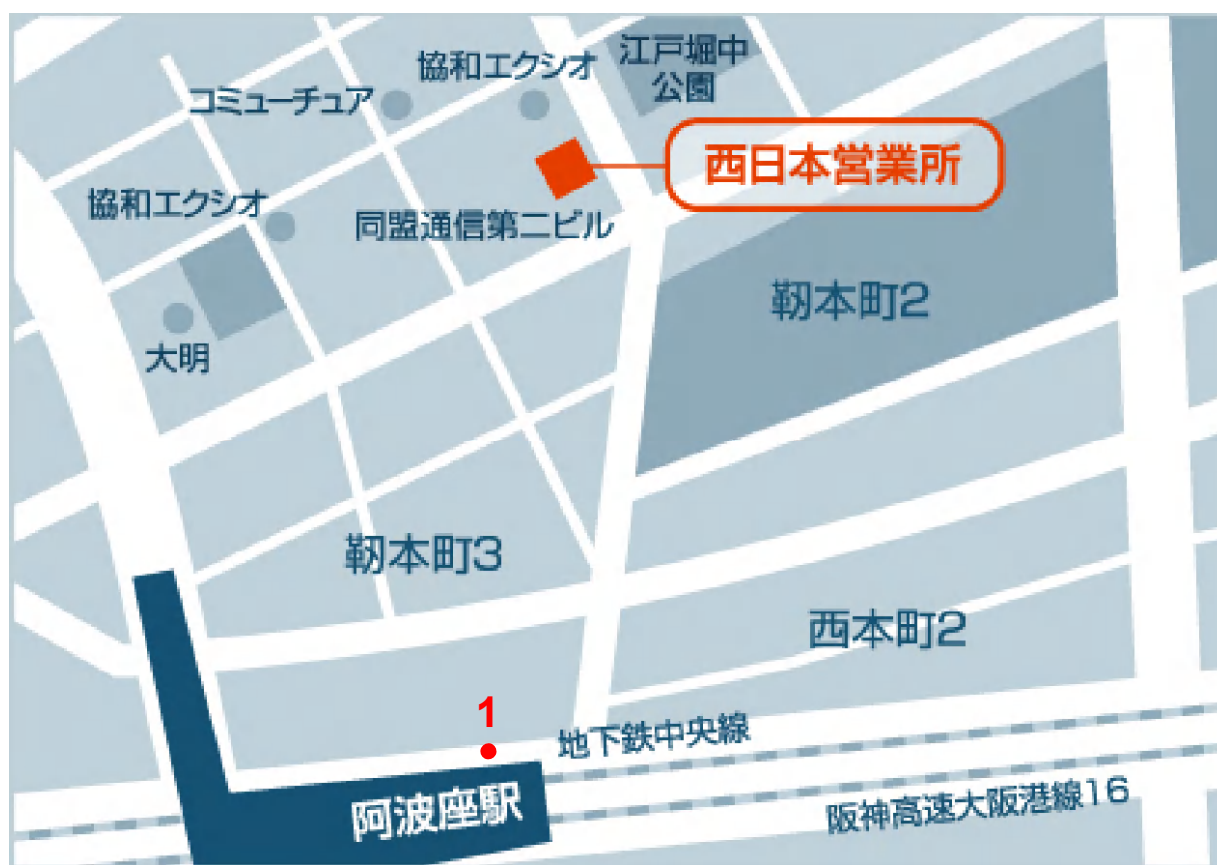 協和エクシオ
江戸堀中
公園
コミューチュア
西日本営業所
協和エクシオ
同盟通信第二ビル
靭本町2
大明
靭本町3
西本町2
1
地下鉄中央線
阿波座駅
阪神高速大阪港線16